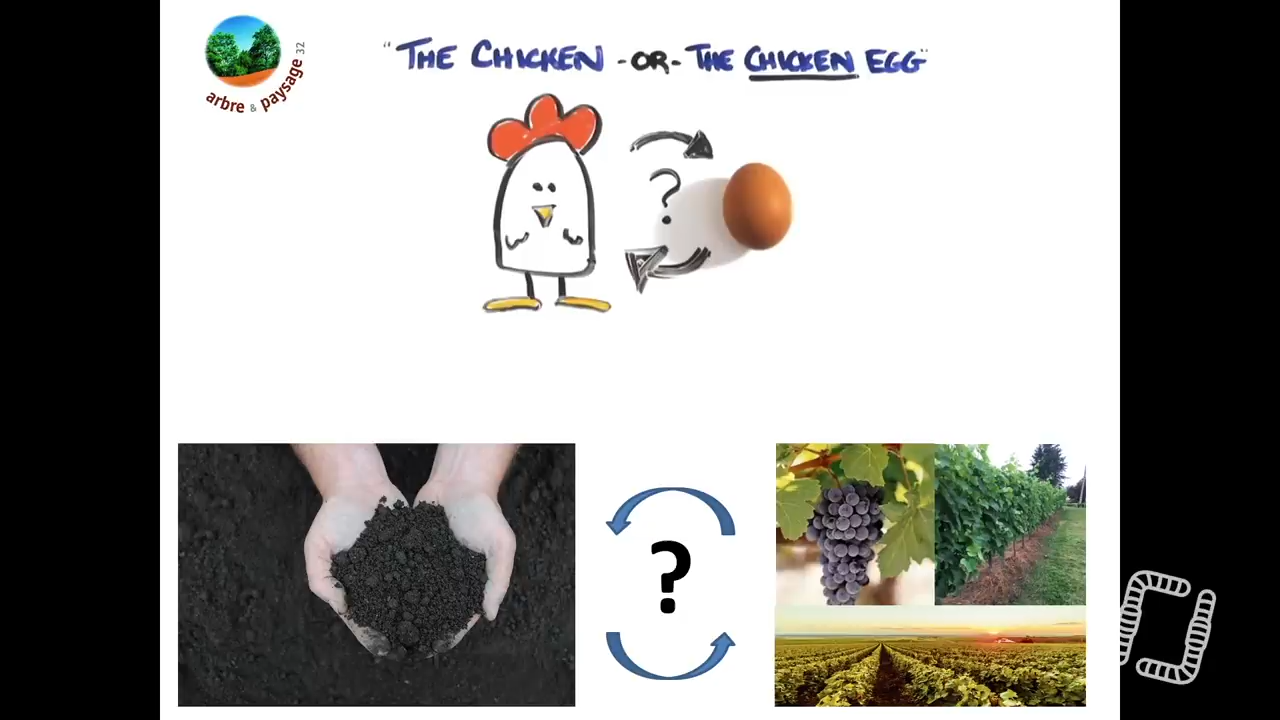 "THE CHICKEN -OR- THE CHICKEN EGG"
arbre & paysage 32
?
?